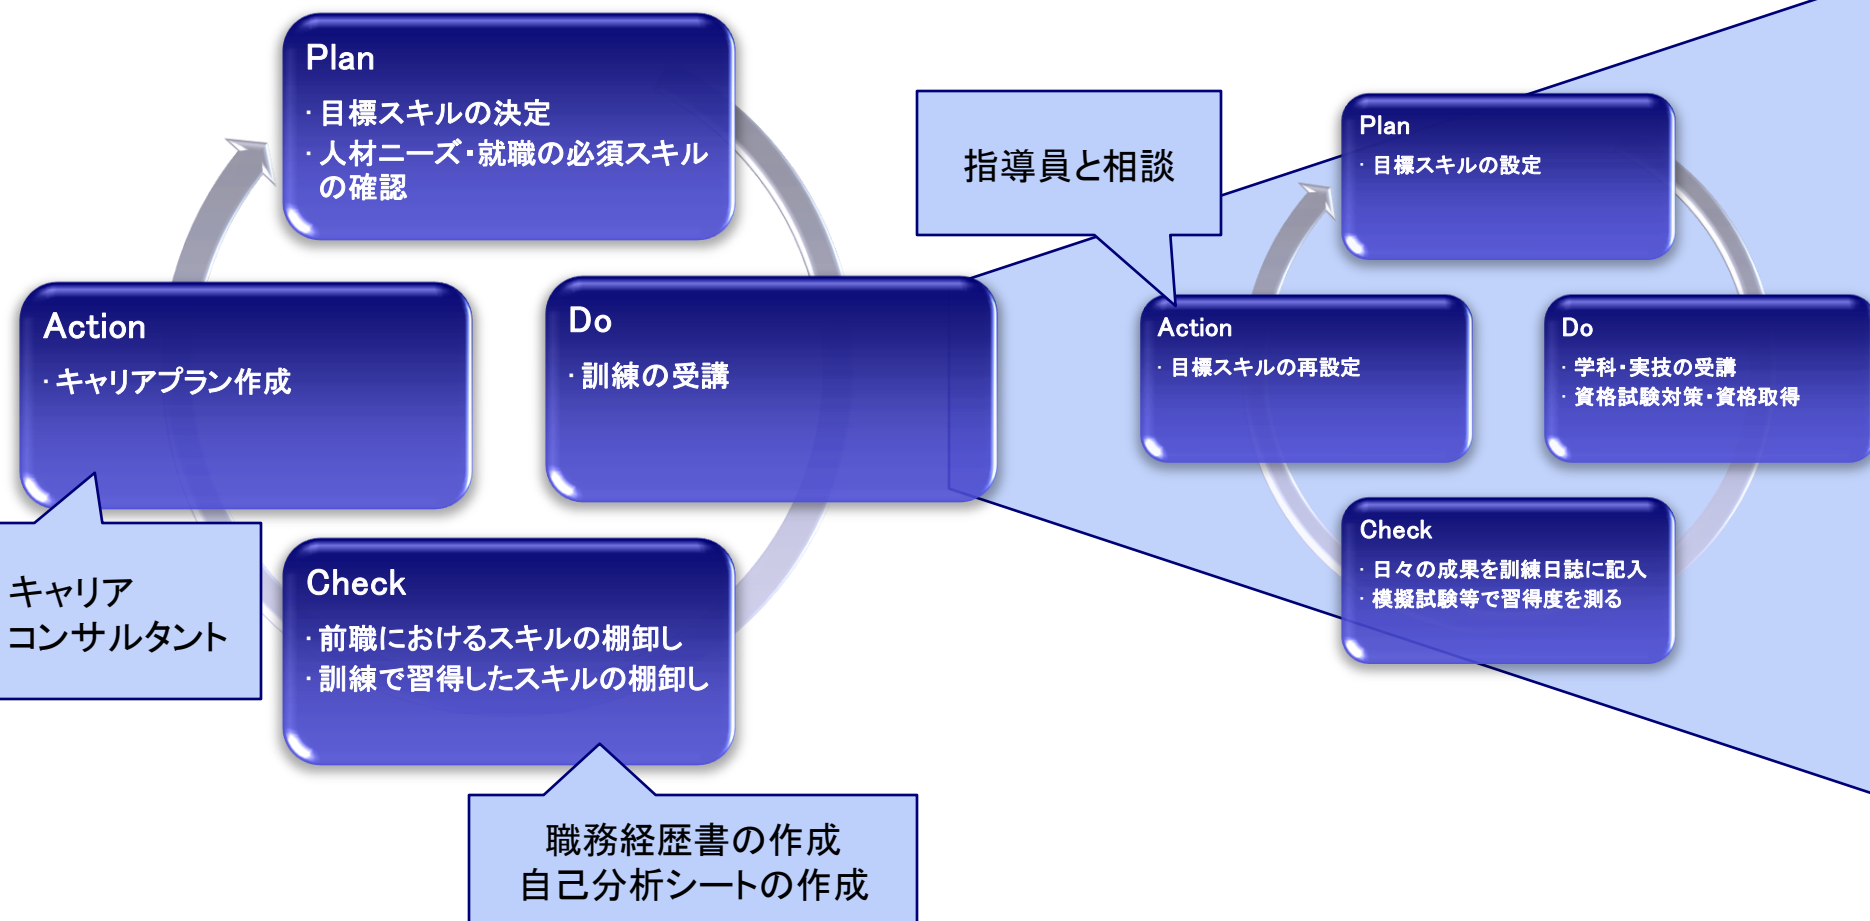 Plan
・目標スキルの決定
・人材ニーズ・就職の必須スキル
の確認
Do
・訓練の受講
Check
・前職におけるスキルの棚卸し
・訓練で習得したスキルの棚卸し
職務経歴書の作成
自己分析シートの作成
Action
・キャリアプラン作成
キャリア
コンサルタント
Plan
・目標スキルの設定
Do
・学科・実技の受講
・資格試験対策・資格取得
Check
・日々の成果を訓練日誌に記入
・模擬試験等で習得度を測る
Action
・目標スキルの再設定
指導員と相談